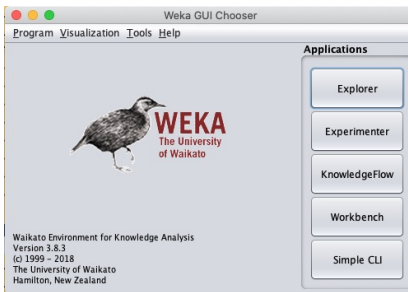 Weka GUI Chooser
Program Visualization Tools Help
Applications
Explorer
Experimenter
KnowledgeFlow
Workbench
Simple CLI
WEKA
The University
of Waikato
Waikato Environment for Knowledge Analysis
Version 3.8.3
(c) 1999 - 2018
The University of Waikato
Hamilton, New Zealand